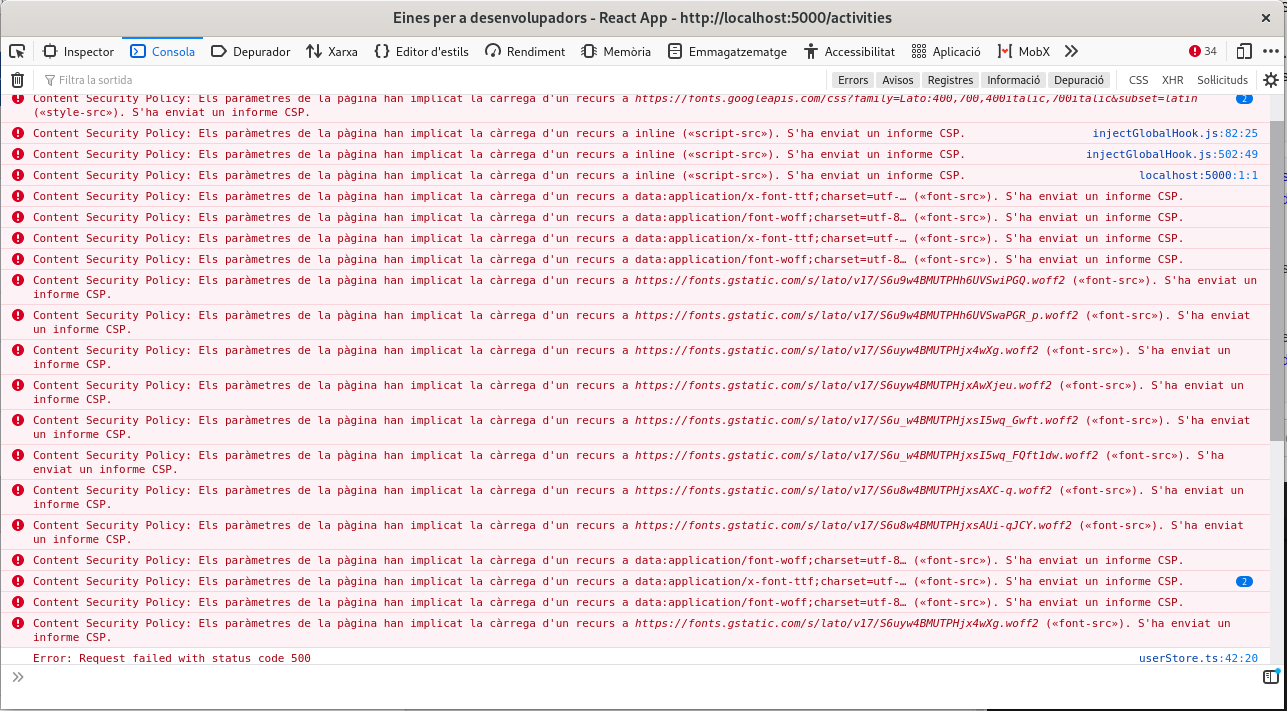 Eines per a desenvolupadors - React App - http://localhost:5000/activities
Inspector Consola Depurador Xarxa Editor d'estils Rendiment Memòria Emmagatzematge Accessibilitat Aplicació MobX 34
Filtra la sortida Errors Avisos Registres Informació Depuració CSS XHR Sol·licituds
Content Security Policy: Els paràmetres de la pàgina han implicat la càrrega d'un recurs a https://fonts.googleapis.com/css?family=Lato:400,700,400italic,700italic&subset=latin 2
(«style-src»). S'ha enviat un informe CSP.
Content Security Policy: Els paràmetres de la pàgina han implicat la càrrega d'un recurs a inline («script-src»). S'ha enviat un informe CSP. injectGlobalHook.js:82:25
Content Security Policy: Els paràmetres de la pàgina han implicat la càrrega d'un recurs a inline («script-src»). S'ha enviat un informe CSP. injectGlobalHook.js:502:49
Content Security Policy: Els paràmetres de la pàgina han implicat la càrrega d'un recurs a inline («script-src»). S'ha enviat un informe CSP. localhost:5000:1:1
Content Security Policy: Els paràmetres de la pàgina han implicat la càrrega d'un recurs a data:application/x-font-ttf;charset=utf-… («font-src»). S'ha enviat un informe CSP.
Content Security Policy: Els paràmetres de la pàgina han implicat la càrrega d'un recurs a data:application/font-woff;charset=utf-8… («font-src»). S'ha enviat un informe CSP.
Content Security Policy: Els paràmetres de la pàgina han implicat la càrrega d'un recurs a data:application/x-font-ttf;charset=utf-… («font-src»). S'ha enviat un informe CSP.
Content Security Policy: Els paràmetres de la pàgina han implicat la càrrega d'un recurs a data:application/font-woff;charset=utf-8… («font-src»). S'ha enviat un informe CSP.
Content Security Policy: Els paràmetres de la pàgina han implicat la càrrega d'un recurs a https://fonts.gstatic.com/s/lato/v17/S6u9w4BMUTPHh6UVSwiPGQ.woff2 («font-src»). S'ha enviat un
informe CSP.
Content Security Policy: Els paràmetres de la pàgina han implicat la càrrega d'un recurs a https://fonts.gstatic.com/s/lato/v17/S6u9w4BMUTPHh6UVSwaPGR_p.woff2 («font-src»). S'ha enviat
un informe CSP.
Content Security Policy: Els paràmetres de la pàgina han implicat la càrrega d'un recurs a https://fonts.gstatic.com/s/lato/v17/S6uyw4BMUTPHjx4wXg.woff2 («font-src»). S'ha enviat un
informe CSP.
Content Security Policy: Els paràmetres de la pàgina han implicat la càrrega d'un recurs a https://fonts.gstatic.com/s/lato/v17/S6uyw4BMUTPHjxAwXjeu.woff2 («font-src»). S'ha enviat un
informe CSP.
Content Security Policy: Els paràmetres de la pàgina han implicat la càrrega d'un recurs a https://fonts.gstatic.com/s/lato/v17/S6u_w4BMUTPHjxsI5wq_Gwft.woff2 («font-src»). S'ha enviat
un informe CSP.
Content Security Policy: Els paràmetres de la pàgina han implicat la càrrega d'un recurs a https://fonts.gstatic.com/s/lato/v17/S6u_w4BMUTPHjxsI5wq_FQft1dw.woff2 («font-src»). S'ha
enviat un informe CSP.
Content Security Policy: Els paràmetres de la pàgina han implicat la càrrega d'un recurs a https://fonts.gstatic.com/s/lato/v17/S6u8w4BMUTPHjxsAXC-q.woff2 («font-src»). S'ha enviat un
informe CSP.
Content Security Policy: Els paràmetres de la pàgina han implicat la càrrega d'un recurs a https://fonts.gstatic.com/s/lato/v17/S6u8w4BMUTPHjxsAUi-qJCY.woff2 («font-src»). S'ha enviat
un informe CSP.
Content Security Policy: Els paràmetres de la pàgina han implicat la càrrega d'un recurs a data:application/font-woff;charset=utf-8… («font-src»). S'ha enviat un informe CSP.
Content Security Policy: Els paràmetres de la pàgina han implicat la càrrega d'un recurs a data:application/x-font-ttf;charset=utf-… («font-src»). S'ha enviat un informe CSP. 2
Content Security Policy: Els paràmetres de la pàgina han implicat la càrrega d'un recurs a data:application/font-woff;charset=utf-8… («font-src»). S'ha enviat un informe CSP.
Content Security Policy: Els paràmetres de la pàgina han implicat la càrrega d'un recurs a https://fonts.gstatic.com/s/lato/v17/S6uyw4BMUTPHjx4wXg.woff2 («font-src»). S'ha enviat un
informe CSP.
Error: Request failed with status code 500 userStore.ts:42:20